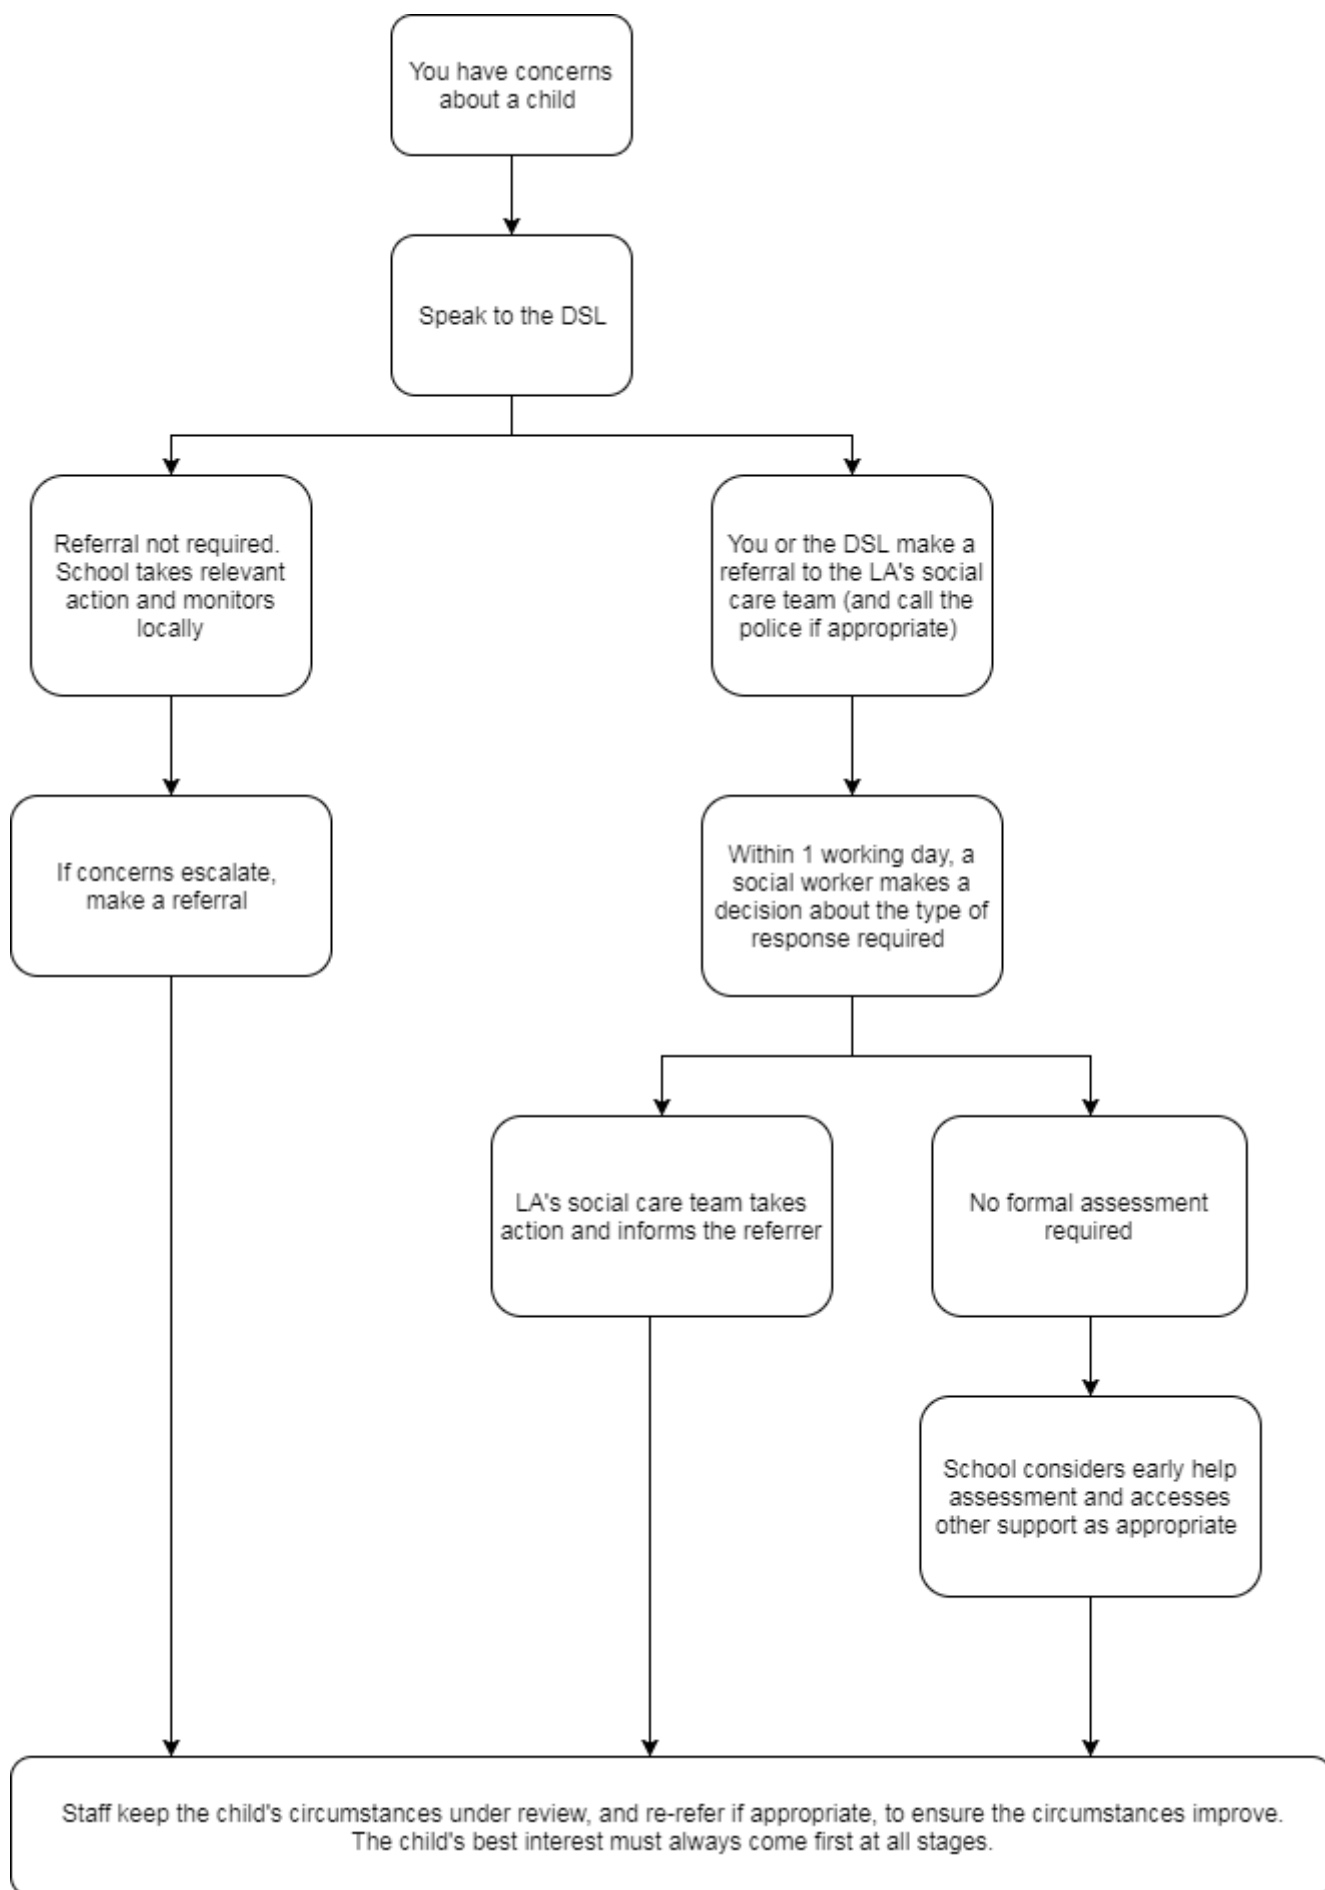 You have concerns
about a child
Speak to the DSL
Referral not required.
School takes relevant
action and monitors
locally
You or the DSL make a
referral to the LA's social
care team (and call the
police if appropriate)
If concerns escalate,
make a referral
Within 1 working day, a
social worker makes a
decision about the type of
response required
LA's social care team takes
action and informs the referrer
No formal assessment
required
School considers early help
assessment and accesses
other support as appropriate
Staff keep the child's circumstances under review, and re-refer if appropriate, to ensure the circumstances improve.
The child's best interest must always come first at all stages.